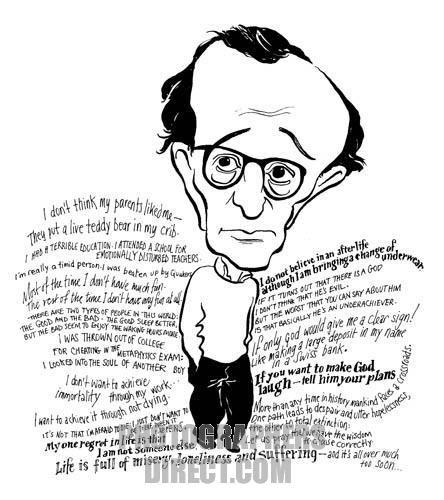 I don't think my parents liked me—
They put a live teddy bear in my crib.
I HAD A TERRIBLE EDUCATION. I ATTENDED A SCHOOL FOR
EMOTIONALLY DISTURBED TEACHERS.
I'm really a timid person. I was beaten up by Quakers
Most of the time I don't have much fun.
The rest of the time I don't have any fun at all.
THERE ARE TWO TYPES OF PEOPLE IN THIS WORLD:
THE GOOD AND THE BAD. THE GOOD SLEEP BETTER,
BUT THE BAD SEEM TO ENJOY THE WAKING HOURS MORE.
I WAS THROWN OUT OF COLLEGE
FOR CHEATING IN THE METAPHYSICS EXAM:
I LOOKED INTO THE SOUL OF ANOTHER BOY
I don't want to achieve
immortality through my work...
I want to achieve it through not dying.
IT'S NOT THAT I'M AFRAID TO DIE. I JUST DON'T WANT TO
My one regret in life is that
I am not someone else
Life is full of misery, loneliness and suffering—and it's all over much
too soon...
I do not believe in an afterlife
although I am bringing a change of underwear
IF IT TURNS OUT THAT THERE IS A GOD
I DON'T THINK THAT HE'S EVIL.
BUT THE WORST THAT YOU CAN SAY ABOUT HIM
IS THAT BASICALLY HE'S AN UNDERACHIEVER.
If only god would give me a clear sign!
Like making a large deposit in my name
in a Swiss bank.
If you want to make God
laugh—tell him your plans
More than any time in history mankind faces a crossroads.
One path leads to despair and utter hopelessness,
the other to total extinction:
the wisdom
correctly
PHOTOGRAPHERS
DIRECT.COM